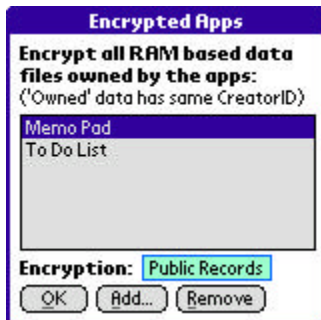 Encrypted Apps
Encrypt all RAM based data
files owned by the apps:
('Owned' data has same CreatorID)
Memo Pad
To Do List
Encryption: Public Records
OK Add... Remove